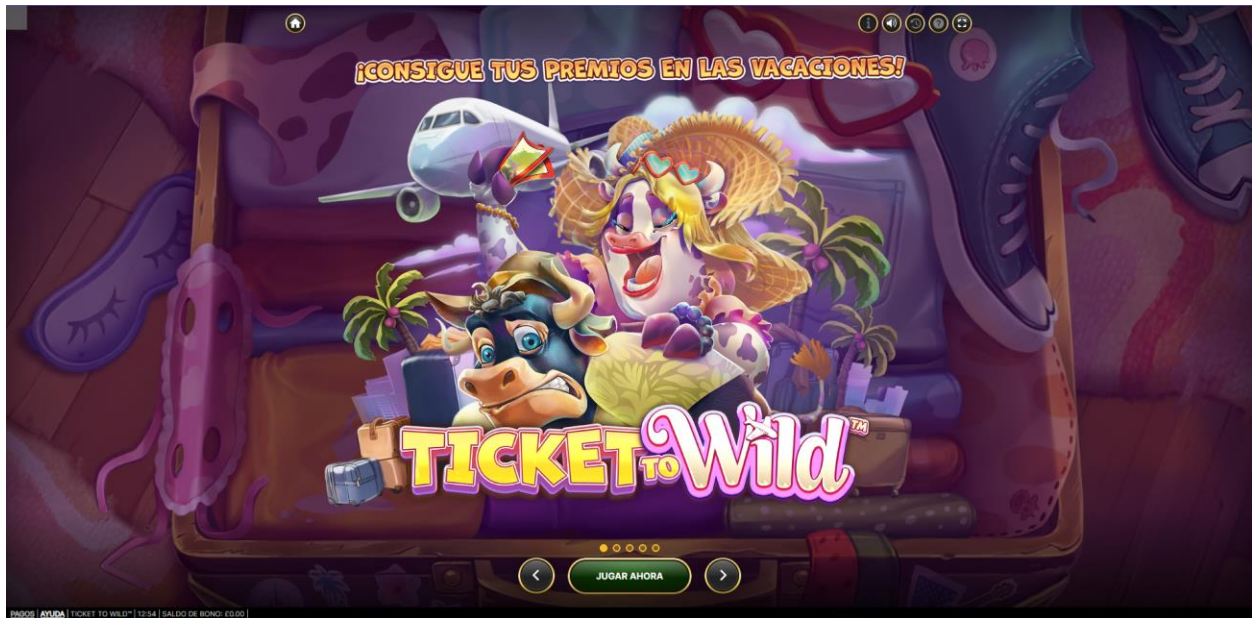 ¡CONSIGUE TUS PREMIOS EN LAS VACACIONES!
TICKET TO Wild™
JUGAR AHORA
PAGOS | AYUDA | TICKET TO WILD™ | 12:54 | SALDO DE BONO: £0.00 |